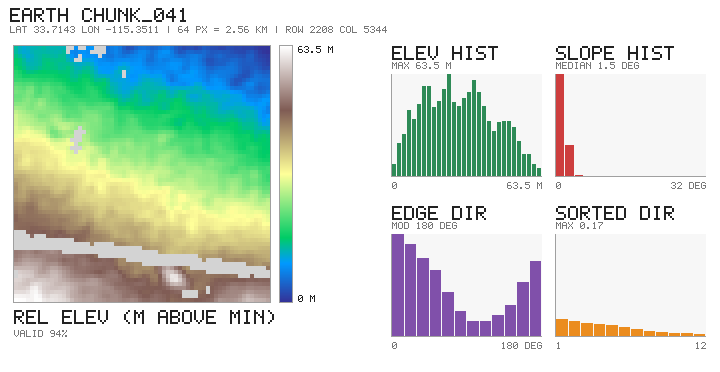 EARTH CHUNK_041
LAT 33.7143 LON -115.3511 | 64 PX = 2.56 KM | ROW 2208 COL 5344
63.5 M
0 M
REL ELEV (M ABOVE MIN)
VALID 94%
ELEV HIST
MAX 63.5 M
0
63.5 M
SLOPE HIST
MEDIAN 1.5 DEG
0
32 DEG
EDGE DIR
MOD 180 DEG
0
180 DEG
SORTED DIR
MAX 0.17
1
12